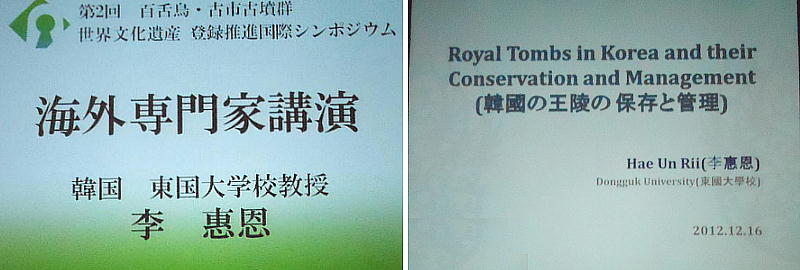 第2回　百舌鳥・古市古墳群
世界文化遺産 登録推進国際シンポジウム
海外専門家講演
韓国　東国大学校教授
李　惠恩
Royal Tombs in Korea and their
Conservation and Management
(韓國の王陵の 保存と管理)
Hae Un Rii(李惠恩)
Dongguk University(東國大學校)
2012.12.16